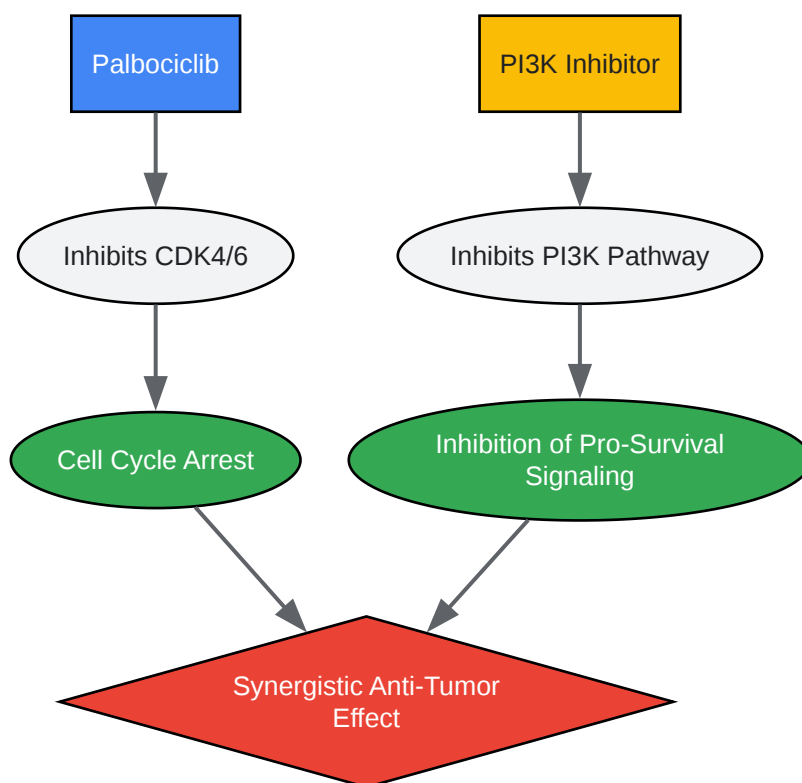 Palbociclib
PI3K Inhibitor
Inhibits CDK4/6
Inhibits PI3K Pathway
Cell Cycle Arrest
Inhibition of Pro-Survival
Signaling
Synergistic Anti-Tumor
Effect